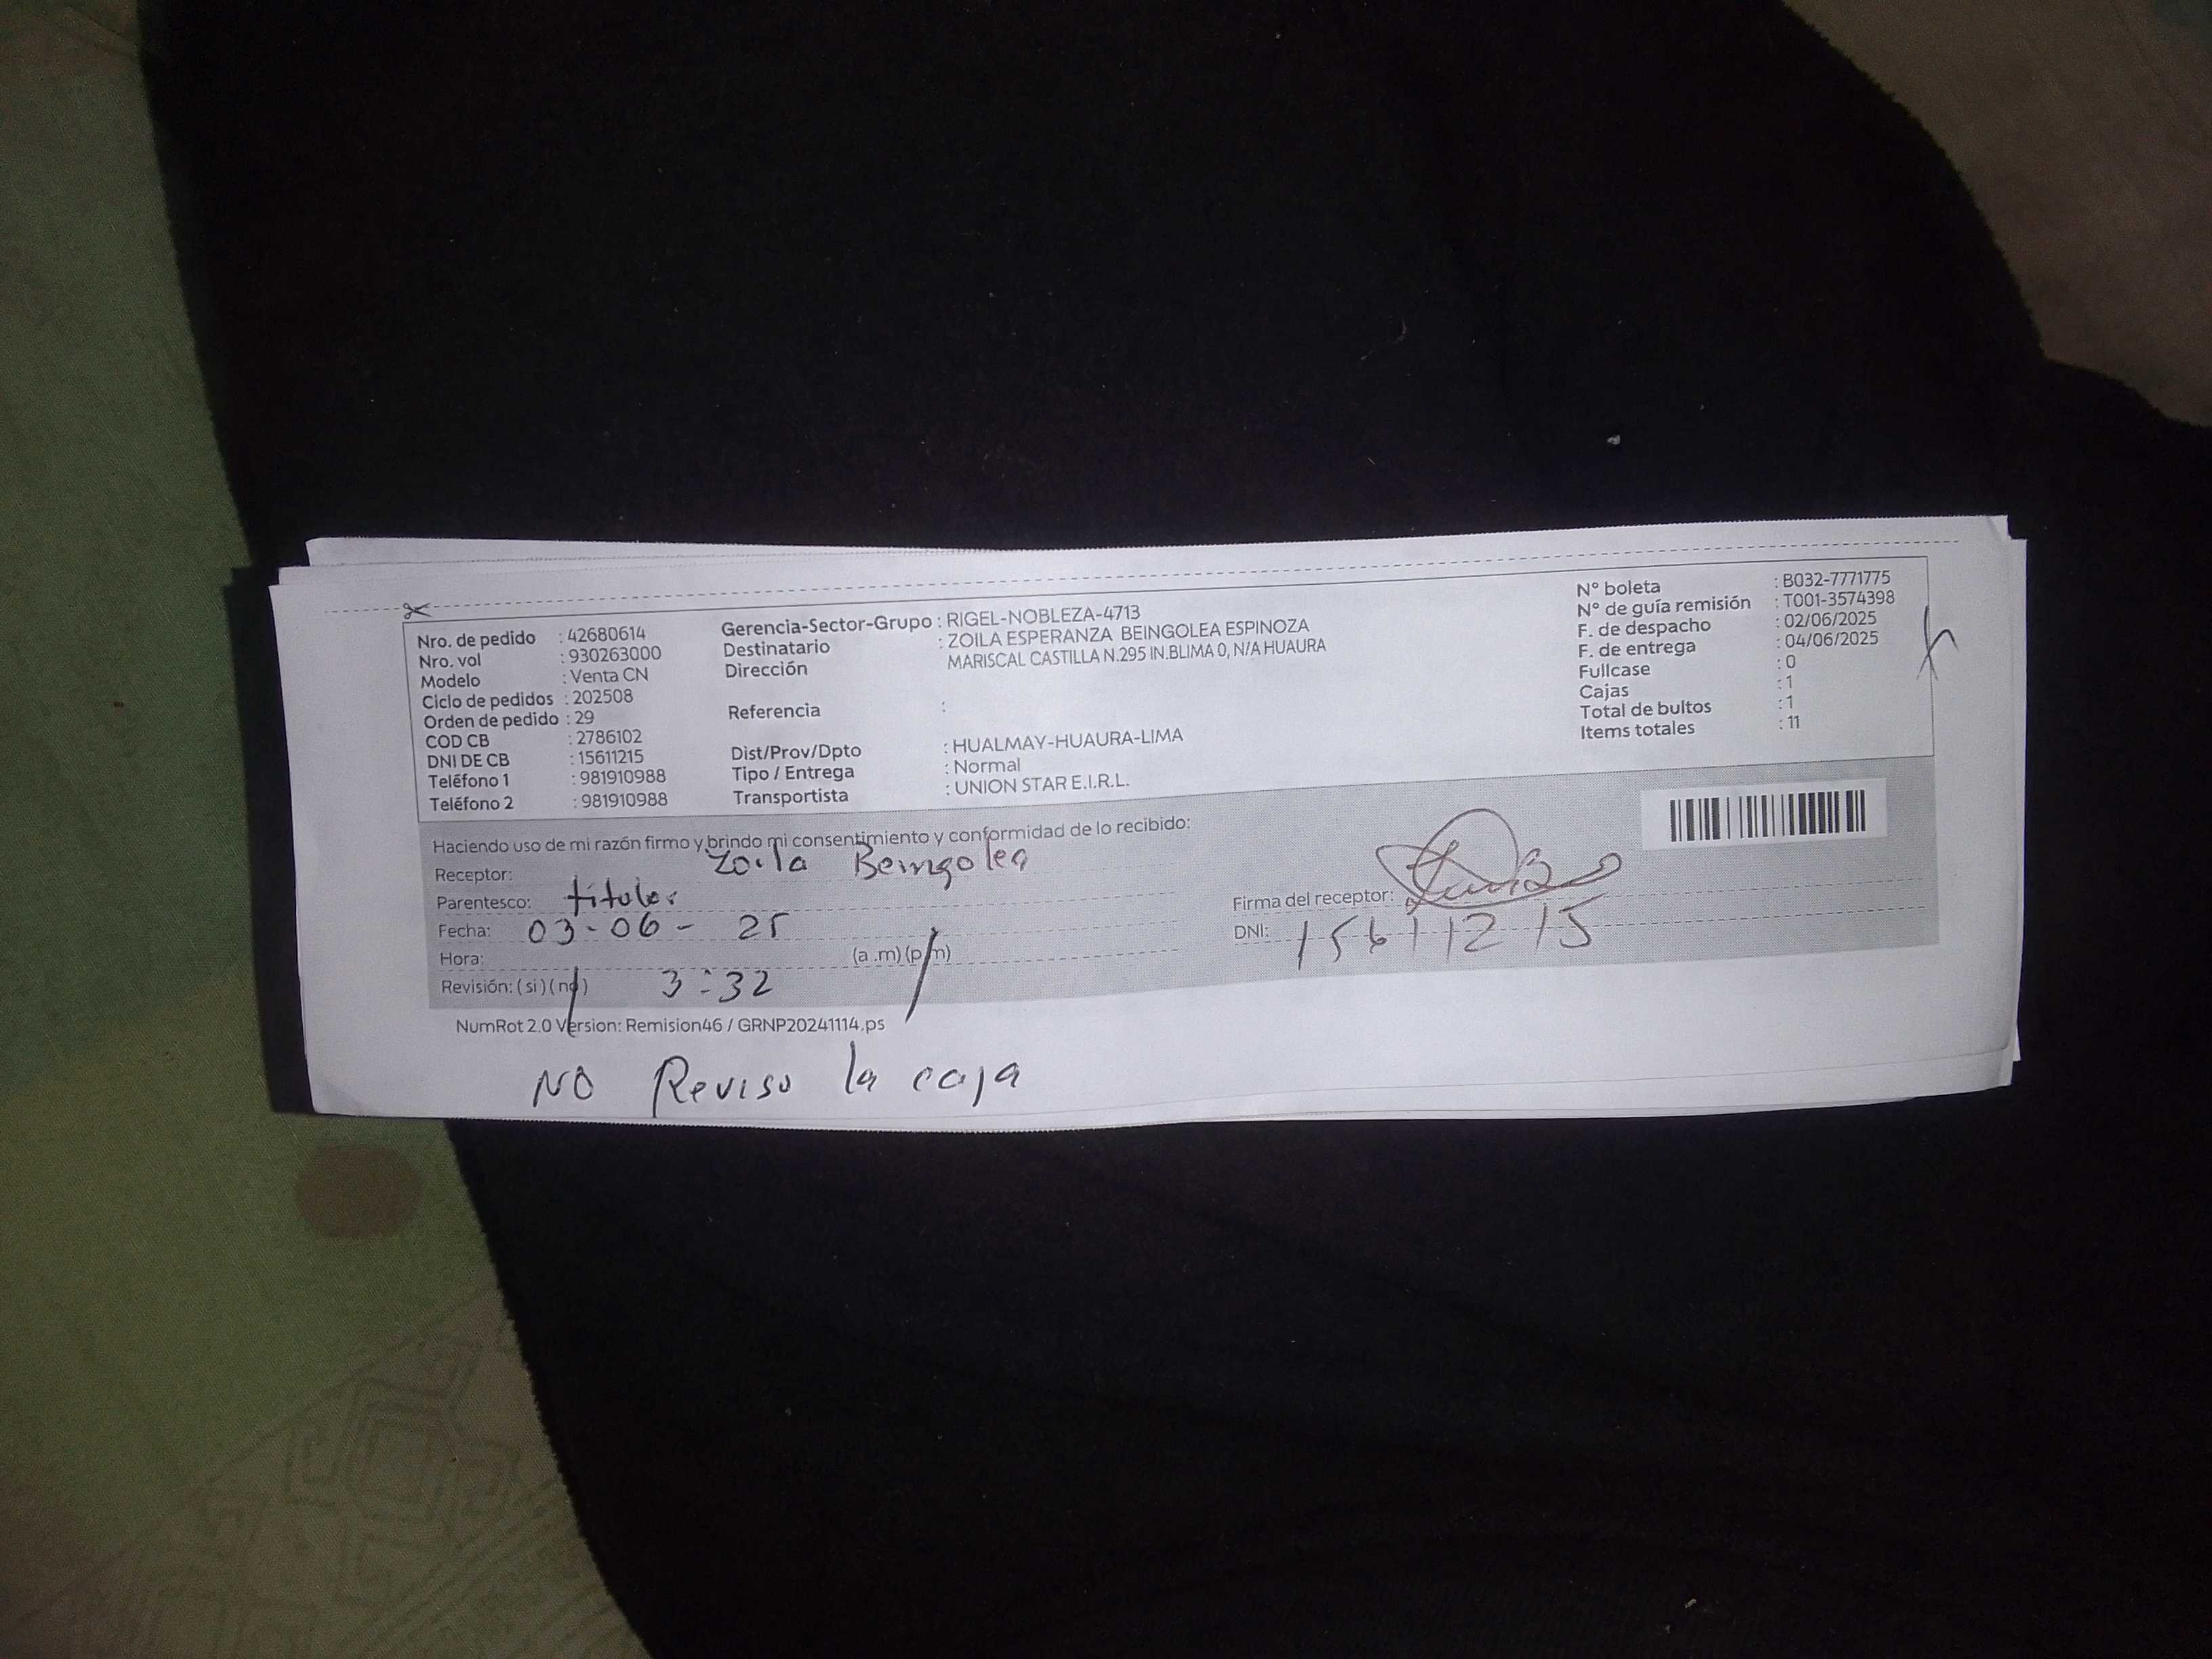 Nro. de pedido : 42680614
Nro. vol : 930263000
Modelo : Venta CN
Ciclo de pedidos : 202508
Orden de pedido : 29
COD CB : 2786102
DNI DE CB : 15611215
Teléfono 1 : 981910988
Teléfono 2 : 981910988
Gerencia-Sector-Grupo : RIGEL-NOBLEZA-4713
Destinatario : ZOILA ESPERANZA BEINGOLEA ESPINOZA
Dirección MARISCAL CASTILLA N.295 IN.BLIMA 0, N/A HUAURA
Referencia :
Dist/Prov/Dpto : HUALMAY-HUAURA-LIMA
Tipo / Entrega : Normal
Transportista : UNION STAR E.I.R.L.
N° boleta : B032-7771775
N° de guía remisión : T001-3574398
F. de despacho : 02/06/2025
F. de entrega : 04/06/2025
Fullcase : 0
Cajas : 1
Total de bultos : 1
Items totales : 11
Haciendo uso de mi razón firmo y brindo mi consentimiento y conformidad de lo recibido:
Receptor: Zoila Beingolea
Parentesco: titular
Fecha: 03-06-25
Hora: (a.m) (p.m)
Revisión: (si) (no) 3:32
Firma del receptor:
DNI: 15611215
NumRot 2.0 Version: Remision46 / GRNP20241114.ps
NO Reviso la caja